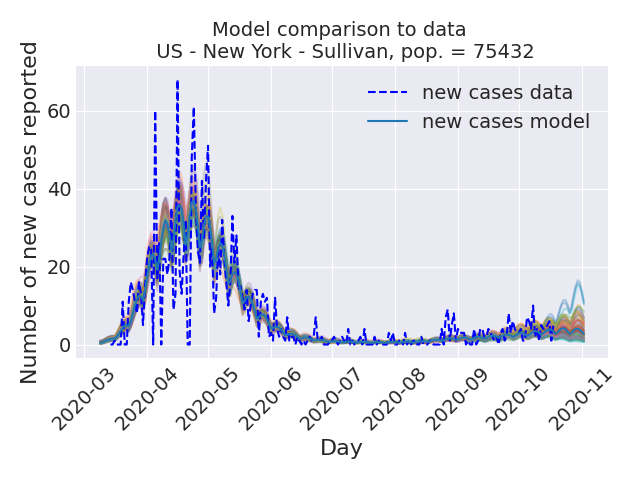 Model comparison to data
US - New York - Sullivan, pop. = 75432
Number of new cases reported
60
40
20
0
new cases data
new cases model
2020-03
2020-04
2020-05
2020-06
2020-07
2020-08
2020-09
2020-10
2020-11
Day